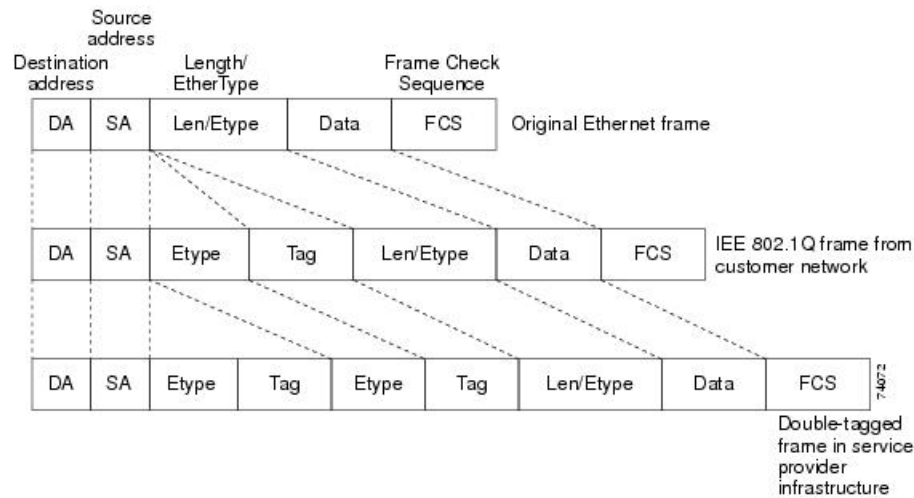 Source
address
Destination
address
Length/
EtherType
Frame Check
Sequence
DA SA Len/Etype Data FCS Original Ethernet frame
DA SA Etype Tag Len/Etype Data FCS
IEE 802.1Q frame from
customer network
DA SA Etype Tag Etype Tag Len/Etype Data FCS
74072
Double-tagged
frame in service
provider
infrastructure